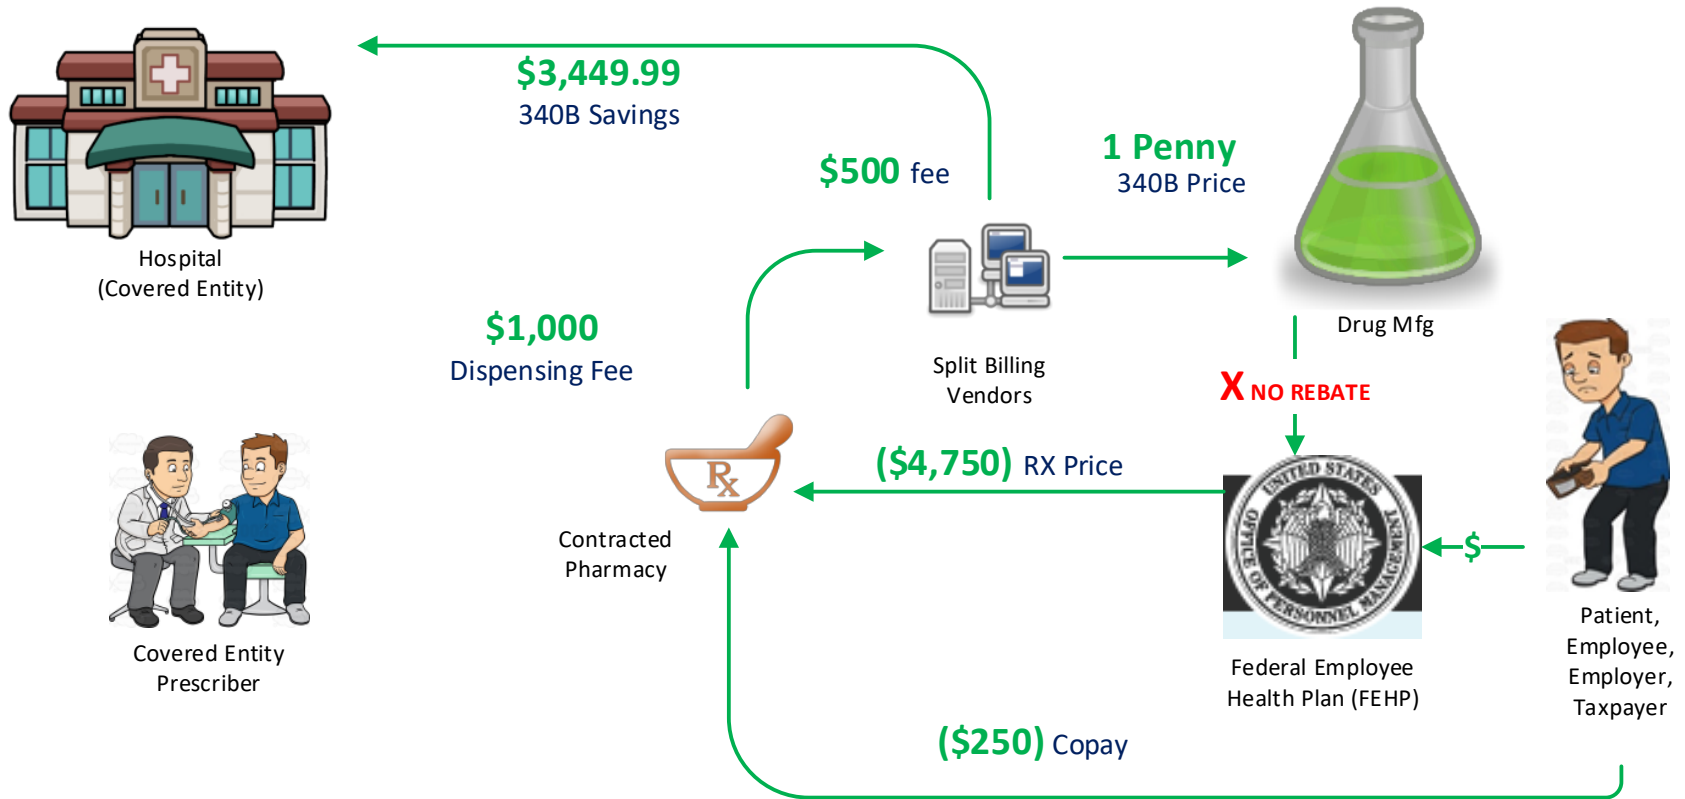 $3,449.99
340B Savings
$500 fee
1 Penny
340B Price
Hospital
(Covered Entity)
$1,000
Dispensing Fee
Split Billing
Vendors
Drug Mfg
X NO REBATE
($4,750) RX Price
Rx
Contracted
Pharmacy
UNITED STATES
OFFICE OF PERSONNEL MANAGEMENT
$
Covered Entity
Prescriber
Federal Employee
Health Plan (FEHP)
Patient,
Employee,
Employer,
Taxpayer
($250) Copay